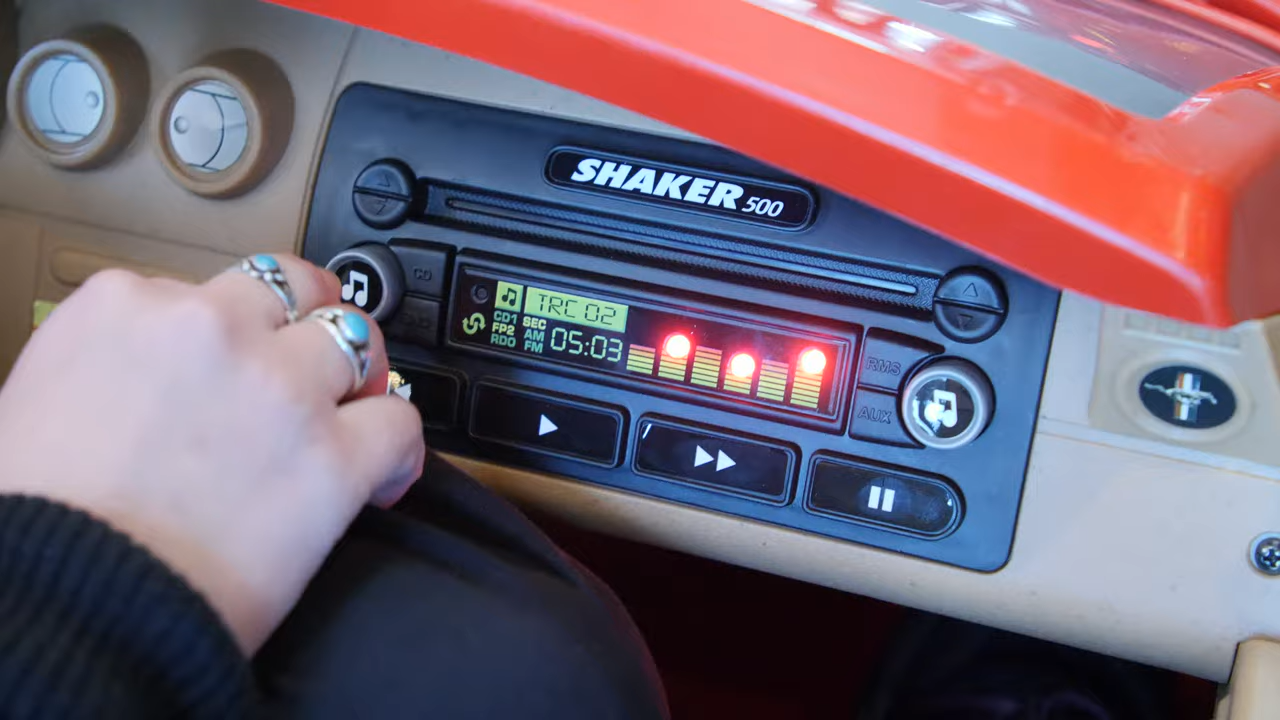 SHAKER 500
CD
TRC 02
CD1 SEC
FP2 AM
RDO FM
05:03
RMS
AUX